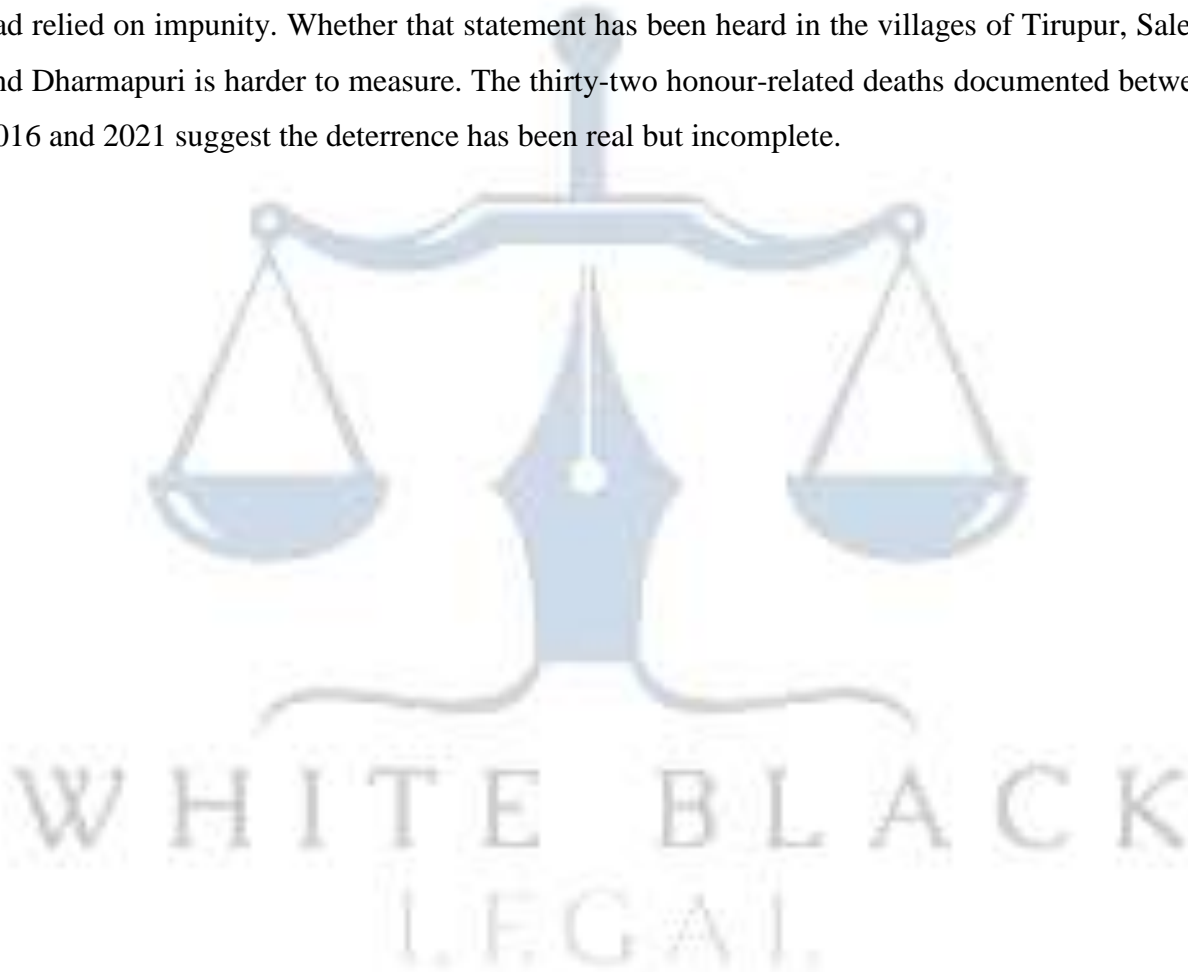 ad relied on impunity. Whether that statement has been heard in the villages of Tirupur, Sale
nd Dharmapuri is harder to measure. The thirty-two honour-related deaths documented betwe
016 and 2021 suggest the deterrence has been real but incomplete.
WHITE BLACK
LEGAL